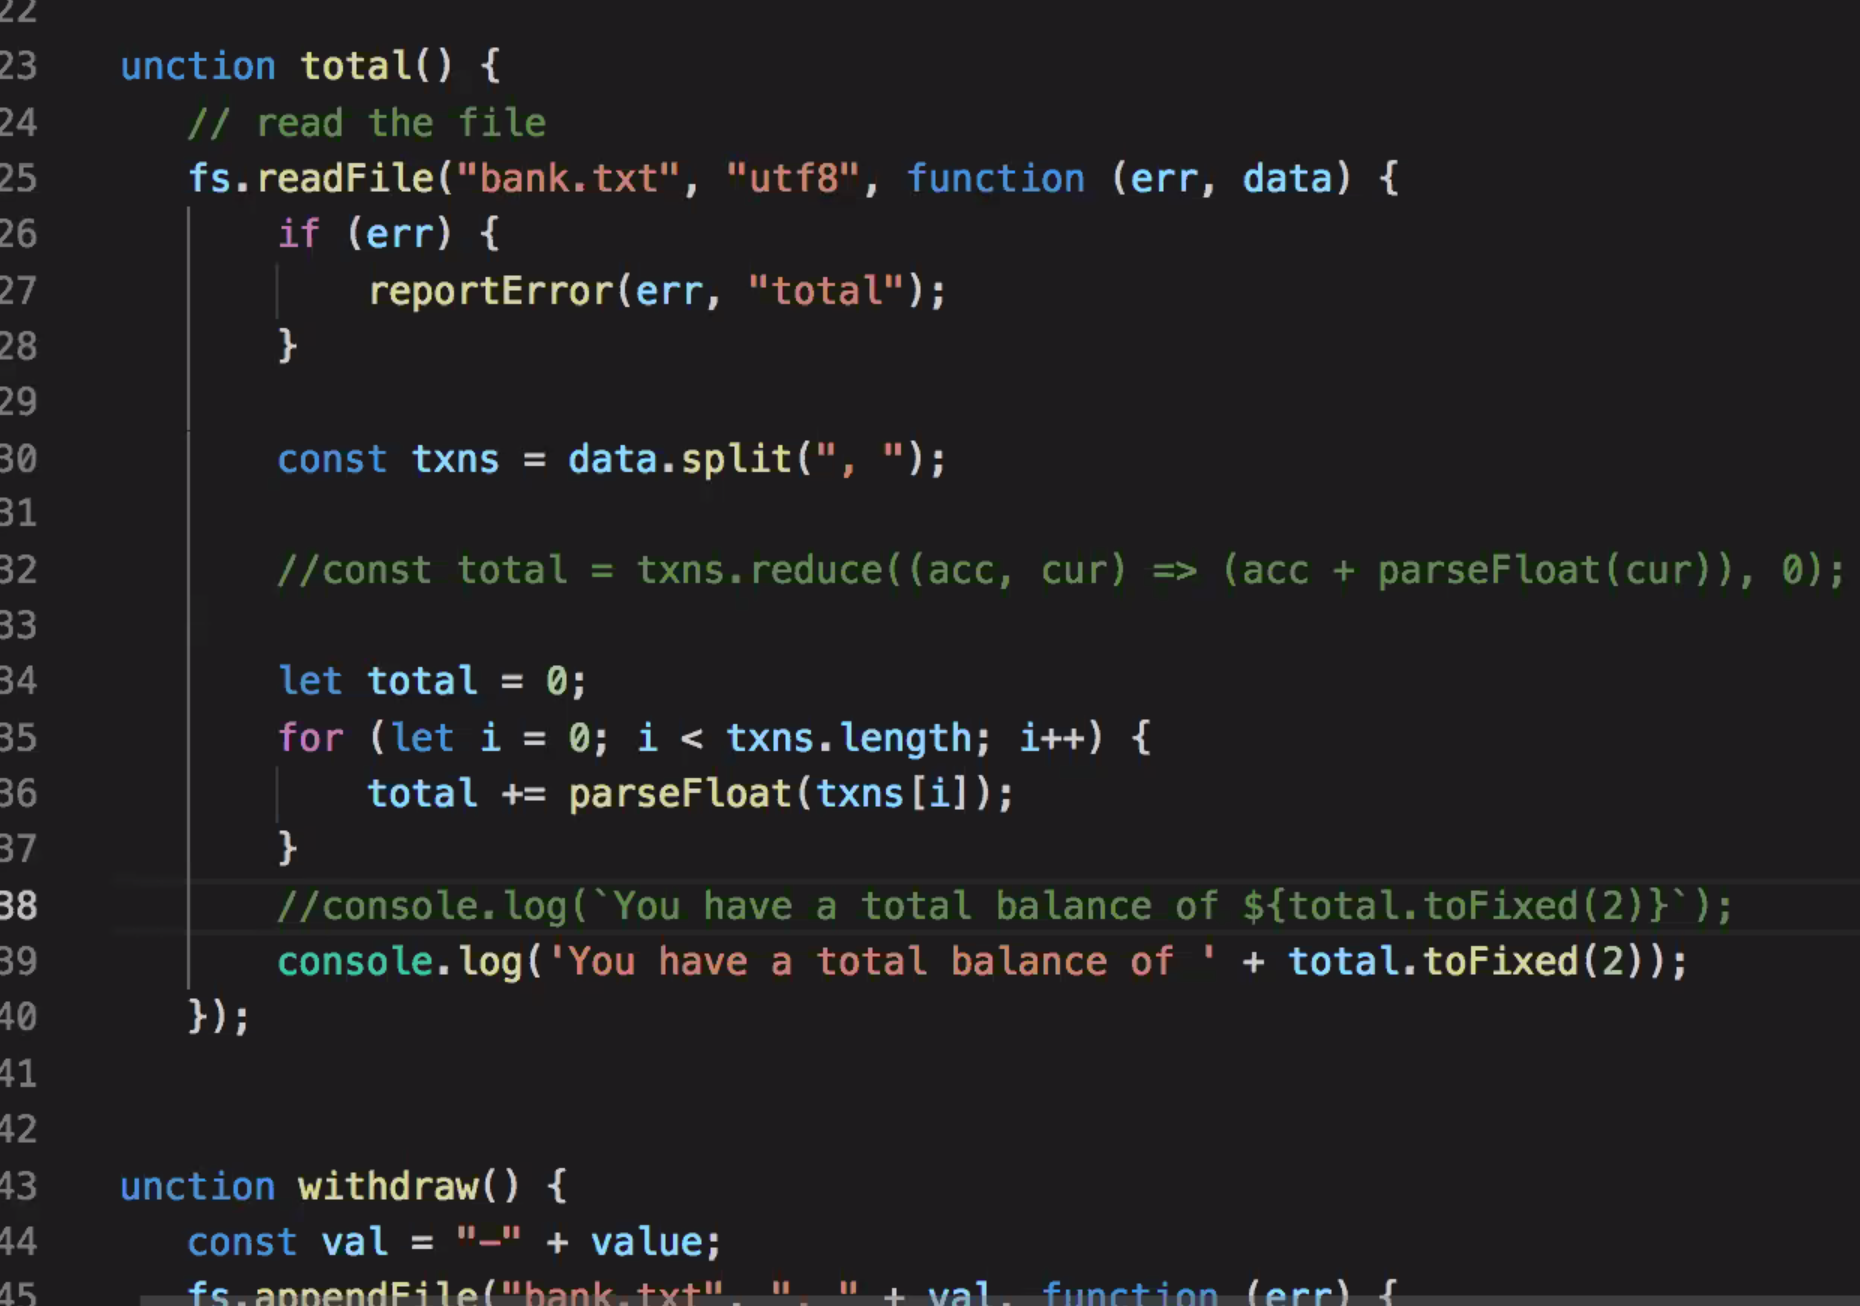 22
23 unction total() {
24 // read the file
25 fs.readFile("bank.txt", "utf8", function (err, data) {
26 if (err) {
27 reportError(err, "total");
28 }
29
30 const txns = data.split(", ");
31
32 //const total = txns.reduce((acc, cur) => (acc + parseFloat(cur)), 0);
33
34 let total = 0;
35 for (let i = 0; i < txns.length; i++) {
36 total += parseFloat(txns[i]);
37 }
38 //console.log(`You have a total balance of ${total.toFixed(2)}`);
39 console.log('You have a total balance of ' + total.toFixed(2));
40 });
41
42
43 unction withdraw() {
44 const val = "-" + value;
45 fs.appendFile("bank.txt", ", " + val, function (err) {